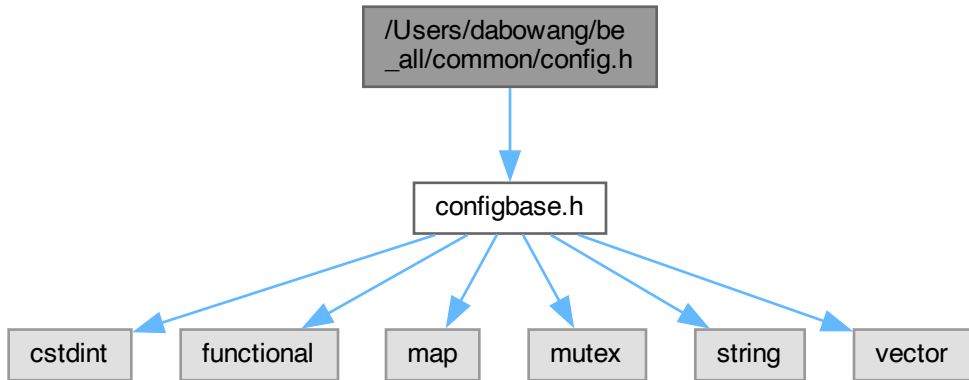 /Users/dabowang/be
_all/common/config.h
configbase.h
cstdint
functional
map
mutex
string
vector